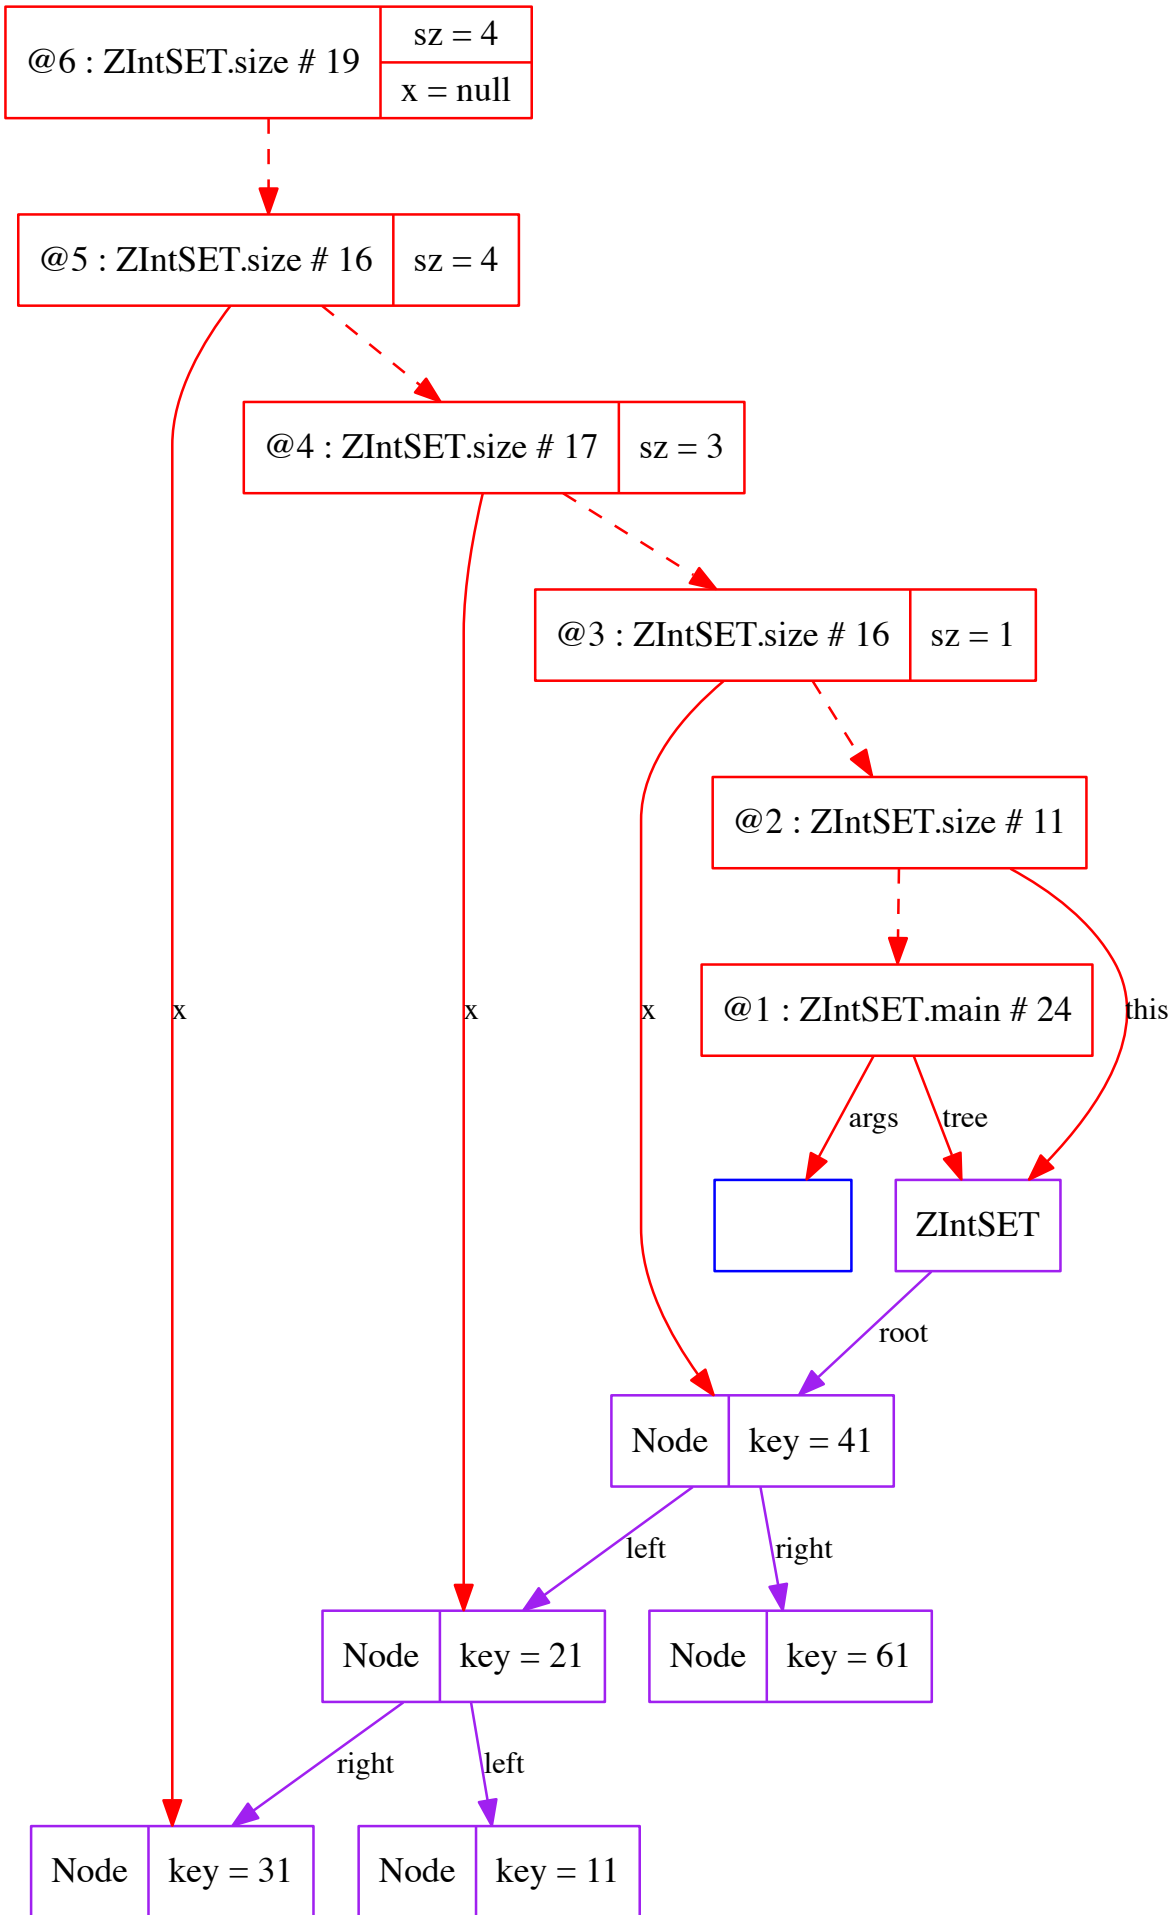 @6 : ZIntSET.size # 19
sz = 4
x = null
@5 : ZIntSET.size # 16
sz = 4
@4 : ZIntSET.size # 17
sz = 3
@3 : ZIntSET.size # 16
sz = 1
@2 : ZIntSET.size # 11
x
x
x
@1 : ZIntSET.main # 24
this
args
tree
ZIntSET
root
Node
key = 41
left
right
Node
key = 21
Node
key = 61
right
left
Node
key = 31
Node
key = 11